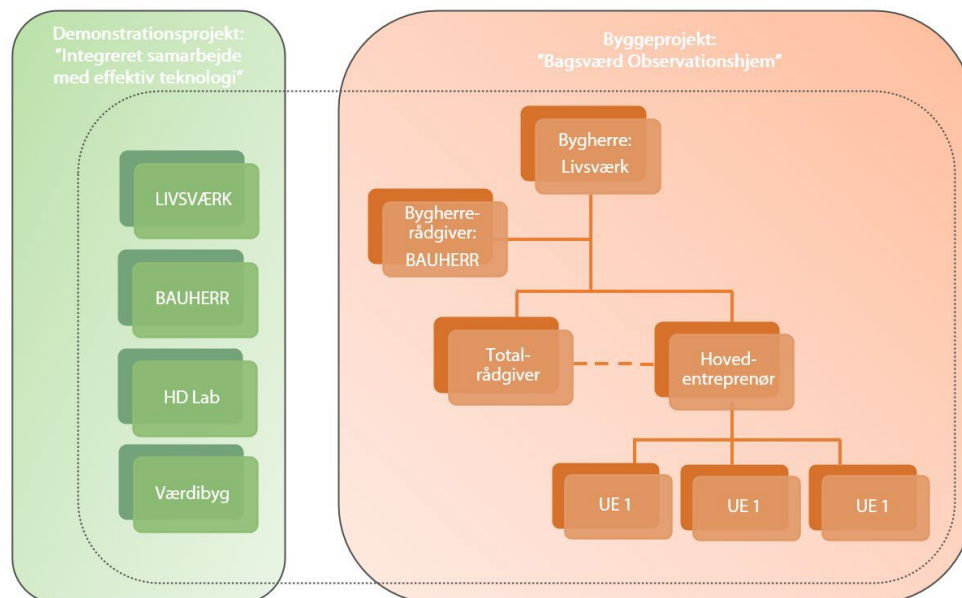 Demonstrationsprojekt:
"Integreret samarbejde
med effektiv teknologi"
LIVSVÆRK
BAUHERR
HD Lab
Værdibyg
Byggeprojekt:
"Bagsværd Observationshjem"
Bygherre:
Livsværk
Bygherre-
rådgiver:
BAUHERR
Total-
rådgiver
Hoved-
entreprenør
UE 1
UE 1
UE 1